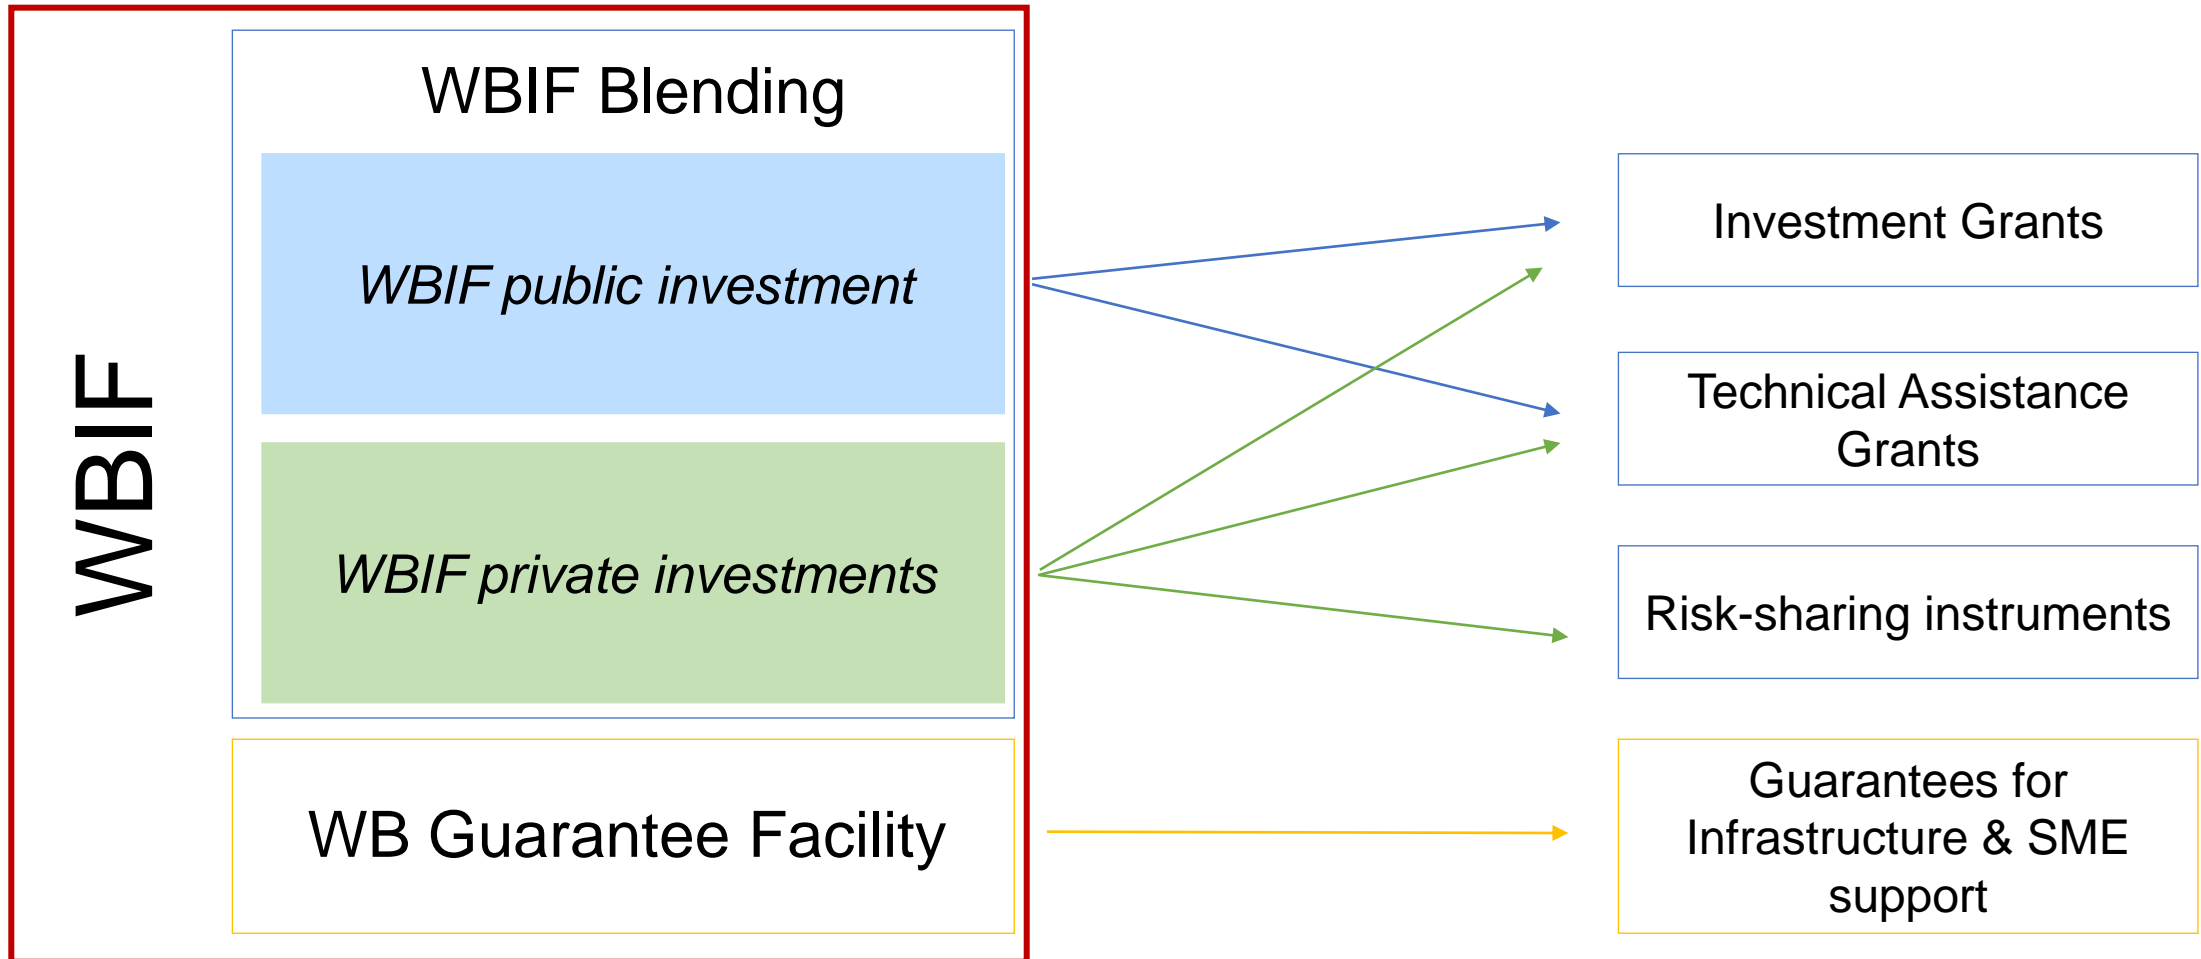 WBIF
WBIF Blending
WBIF public investment
WBIF private investments
WB Guarantee Facility
Investment Grants
Technical Assistance
Grants
Risk-sharing instruments
Guarantees for
Infrastructure & SME
support